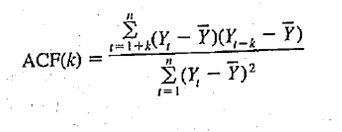 ACF(k) = \frac{\sum_{t=1+k}^{n} (Y_t - \overline{Y})(Y_{t-k} - \overline{Y})}{\sum_{t=1}^{n} (Y_t - \overline{Y})^2}